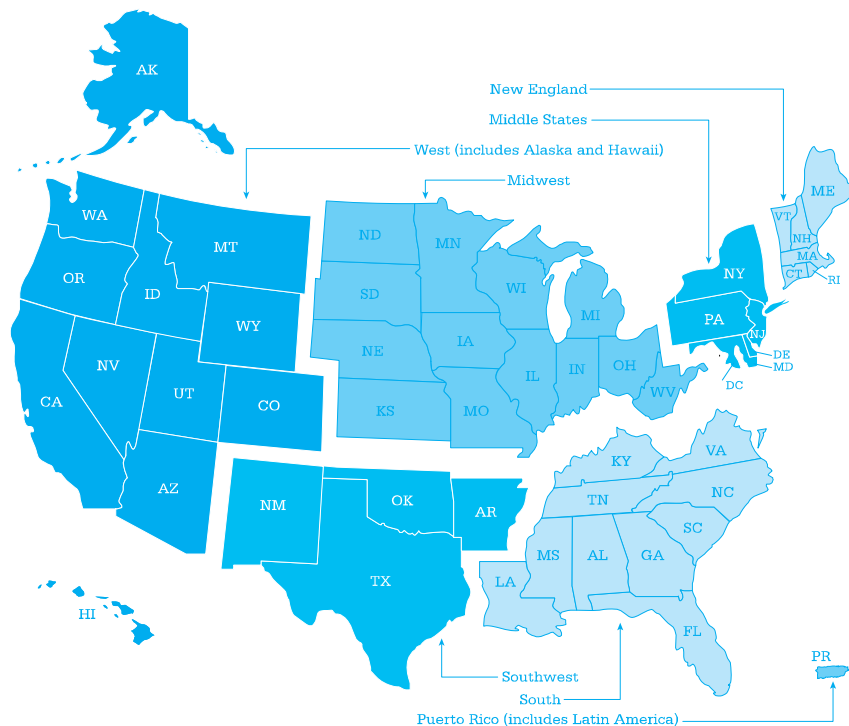 AK
New England
Middle States
West (includes Alaska and Hawaii)
Midwest
ME
VT
WA
NH
ND
MN
MT
MA
NY
CT
RI
OR
ID
SD
WI
MI
PA
WY
NJ
IA
NE
DE
NV
OH
MD
IL
IN
DC
UT
WV
CA
CO
KS
MO
VA
KY
AZ
NC
TN
OK
NM
AR
SC
MS
AL
GA
TX
LA
HI
FL
PR
Southwest
South
Puerto Rico (includes Latin America)